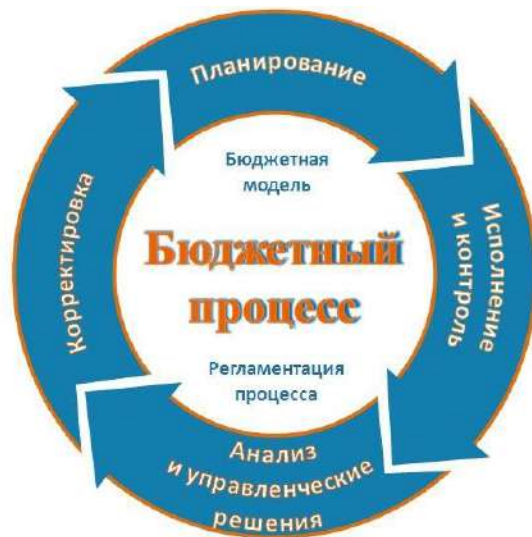 Планирование
Исполнение
и контроль
Анализ
и управленческие
решения
Корректировка
Бюджетная
модель
Бюджетный
процесс
Регламентация
процесса